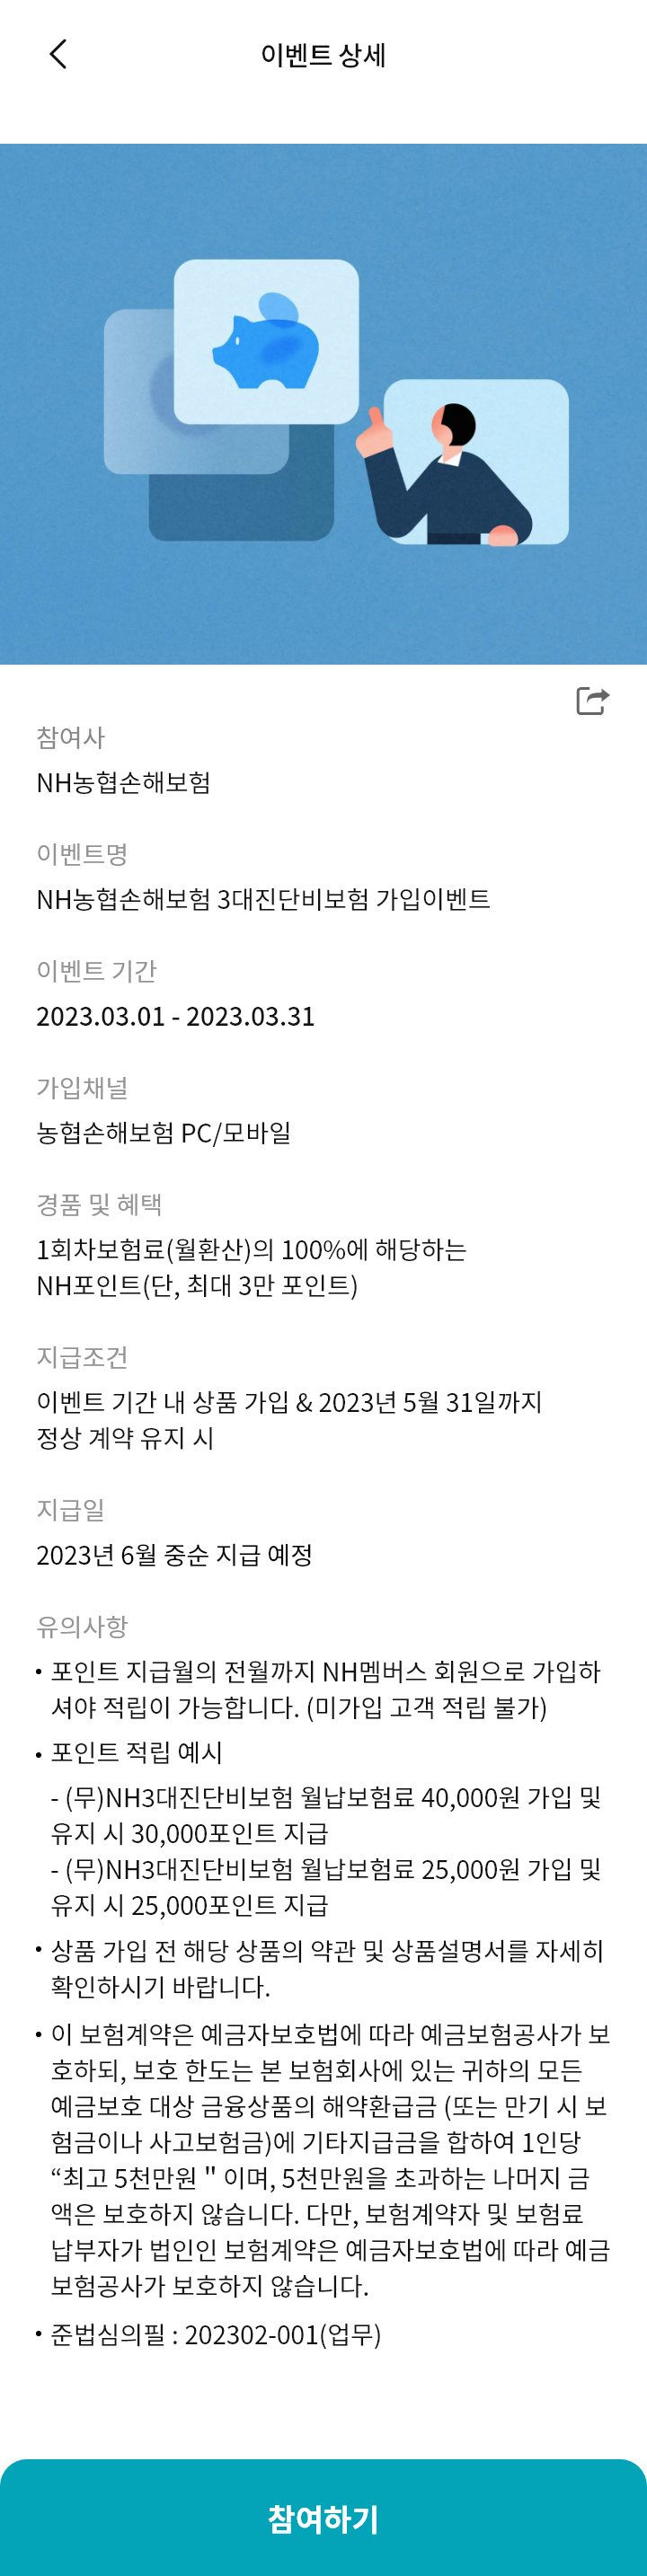 이벤트 상세
참여사
NH농협손해보험
이벤트명
NH농협손해보험 3대진단비보험 가입이벤트
이벤트 기간
2023.03.01 - 2023.03.31
가입채널
농협손해보험 PC/모바일
경품 및 혜택
1회차보험료(월환산)의 100%에 해당하는
NH포인트(단, 최대 3만 포인트)
지급조건
이벤트 기간 내 상품 가입 & 2023년 5월 31일까지
정상 계약 유지 시
지급일
2023년 6월 중순 지급 예정
유의사항
• 포인트 지급월의 전월까지 NH멤버스 회원으로 가입하
셔야 적립이 가능합니다. (미가입 고객 적립 불가)
• 포인트 적립 예시
- (무)NH3대진단비보험 월납보험료 40,000원 가입 및
유지 시 30,000포인트 지급
- (무)NH3대진단비보험 월납보험료 25,000원 가입 및
유지 시 25,000포인트 지급
• 상품 가입 전 해당 상품의 약관 및 상품설명서를 자세히
확인하시기 바랍니다.
• 이 보험계약은 예금자보호법에 따라 예금보험공사가 보
호하되, 보호 한도는 본 보험회사에 있는 귀하의 모든
예금보호 대상 금융상품의 해약환급금 (또는 만기 시 보
험금이나 사고보험금)에 기타지급금을 합하여 1인당
“최고 5천만원 " 이며, 5천만원을 초과하는 나머지 금
액은 보호하지 않습니다. 다만, 보험계약자 및 보험료
납부자가 법인인 보험계약은 예금자보호법에 따라 예금
보험공사가 보호하지 않습니다.
• 준법심의필 : 202302-001(업무)
참여하기